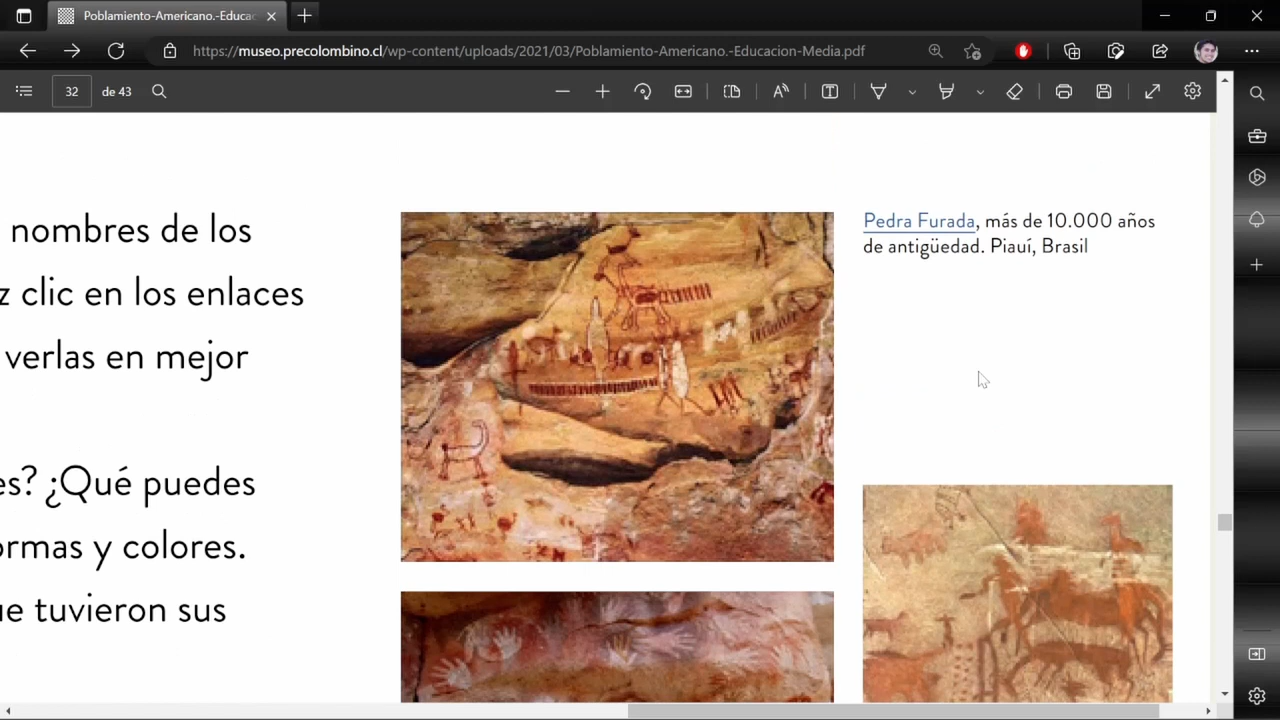 Poblamiento-Americano.-Educac
https://museo.precolombino.cl/wp-content/uploads/2021/03/Poblamiento-Americano.-Educacion-Media.pdf
32 de 43
nombres de los
z clic en los enlaces
verlas en mejor
es? ¿Qué puedes
ormas y colores.
ue tuvieron sus
Pedra Furada, más de 10.000 años
de antigüedad. Piauí, Brasil